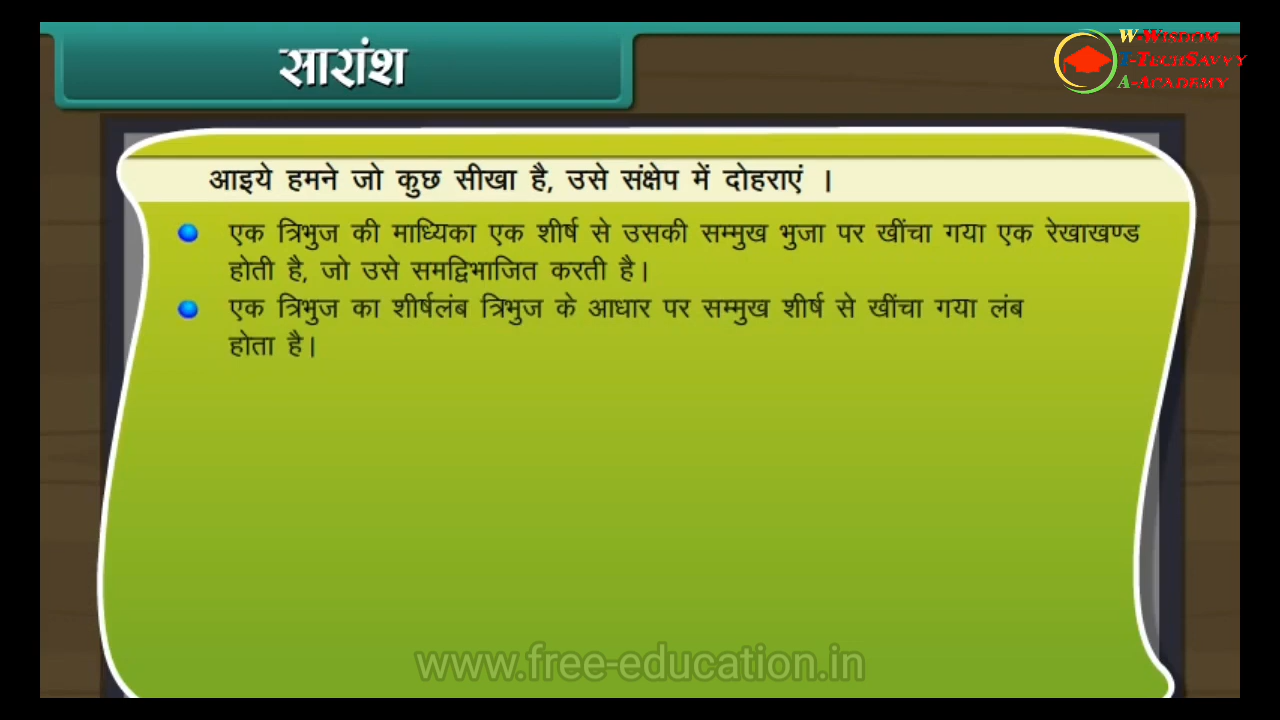 सारांश
W-Wisdom
T-TechSavvy
A-Academy
आइये हमने जो कुछ सीखा है, उसे संक्षेप में दोहराएं ।
एक त्रिभुज की माध्यिका एक शीर्ष से उसकी सम्मुख भुजा पर खींचा गया एक रेखाखण्ड
होती है, जो उसे समद्विभाजित करती है।
एक त्रिभुज का शीर्षलंब त्रिभुज के आधार पर सम्मुख शीर्ष से खींचा गया लंब
होता है।
www.free-education.in